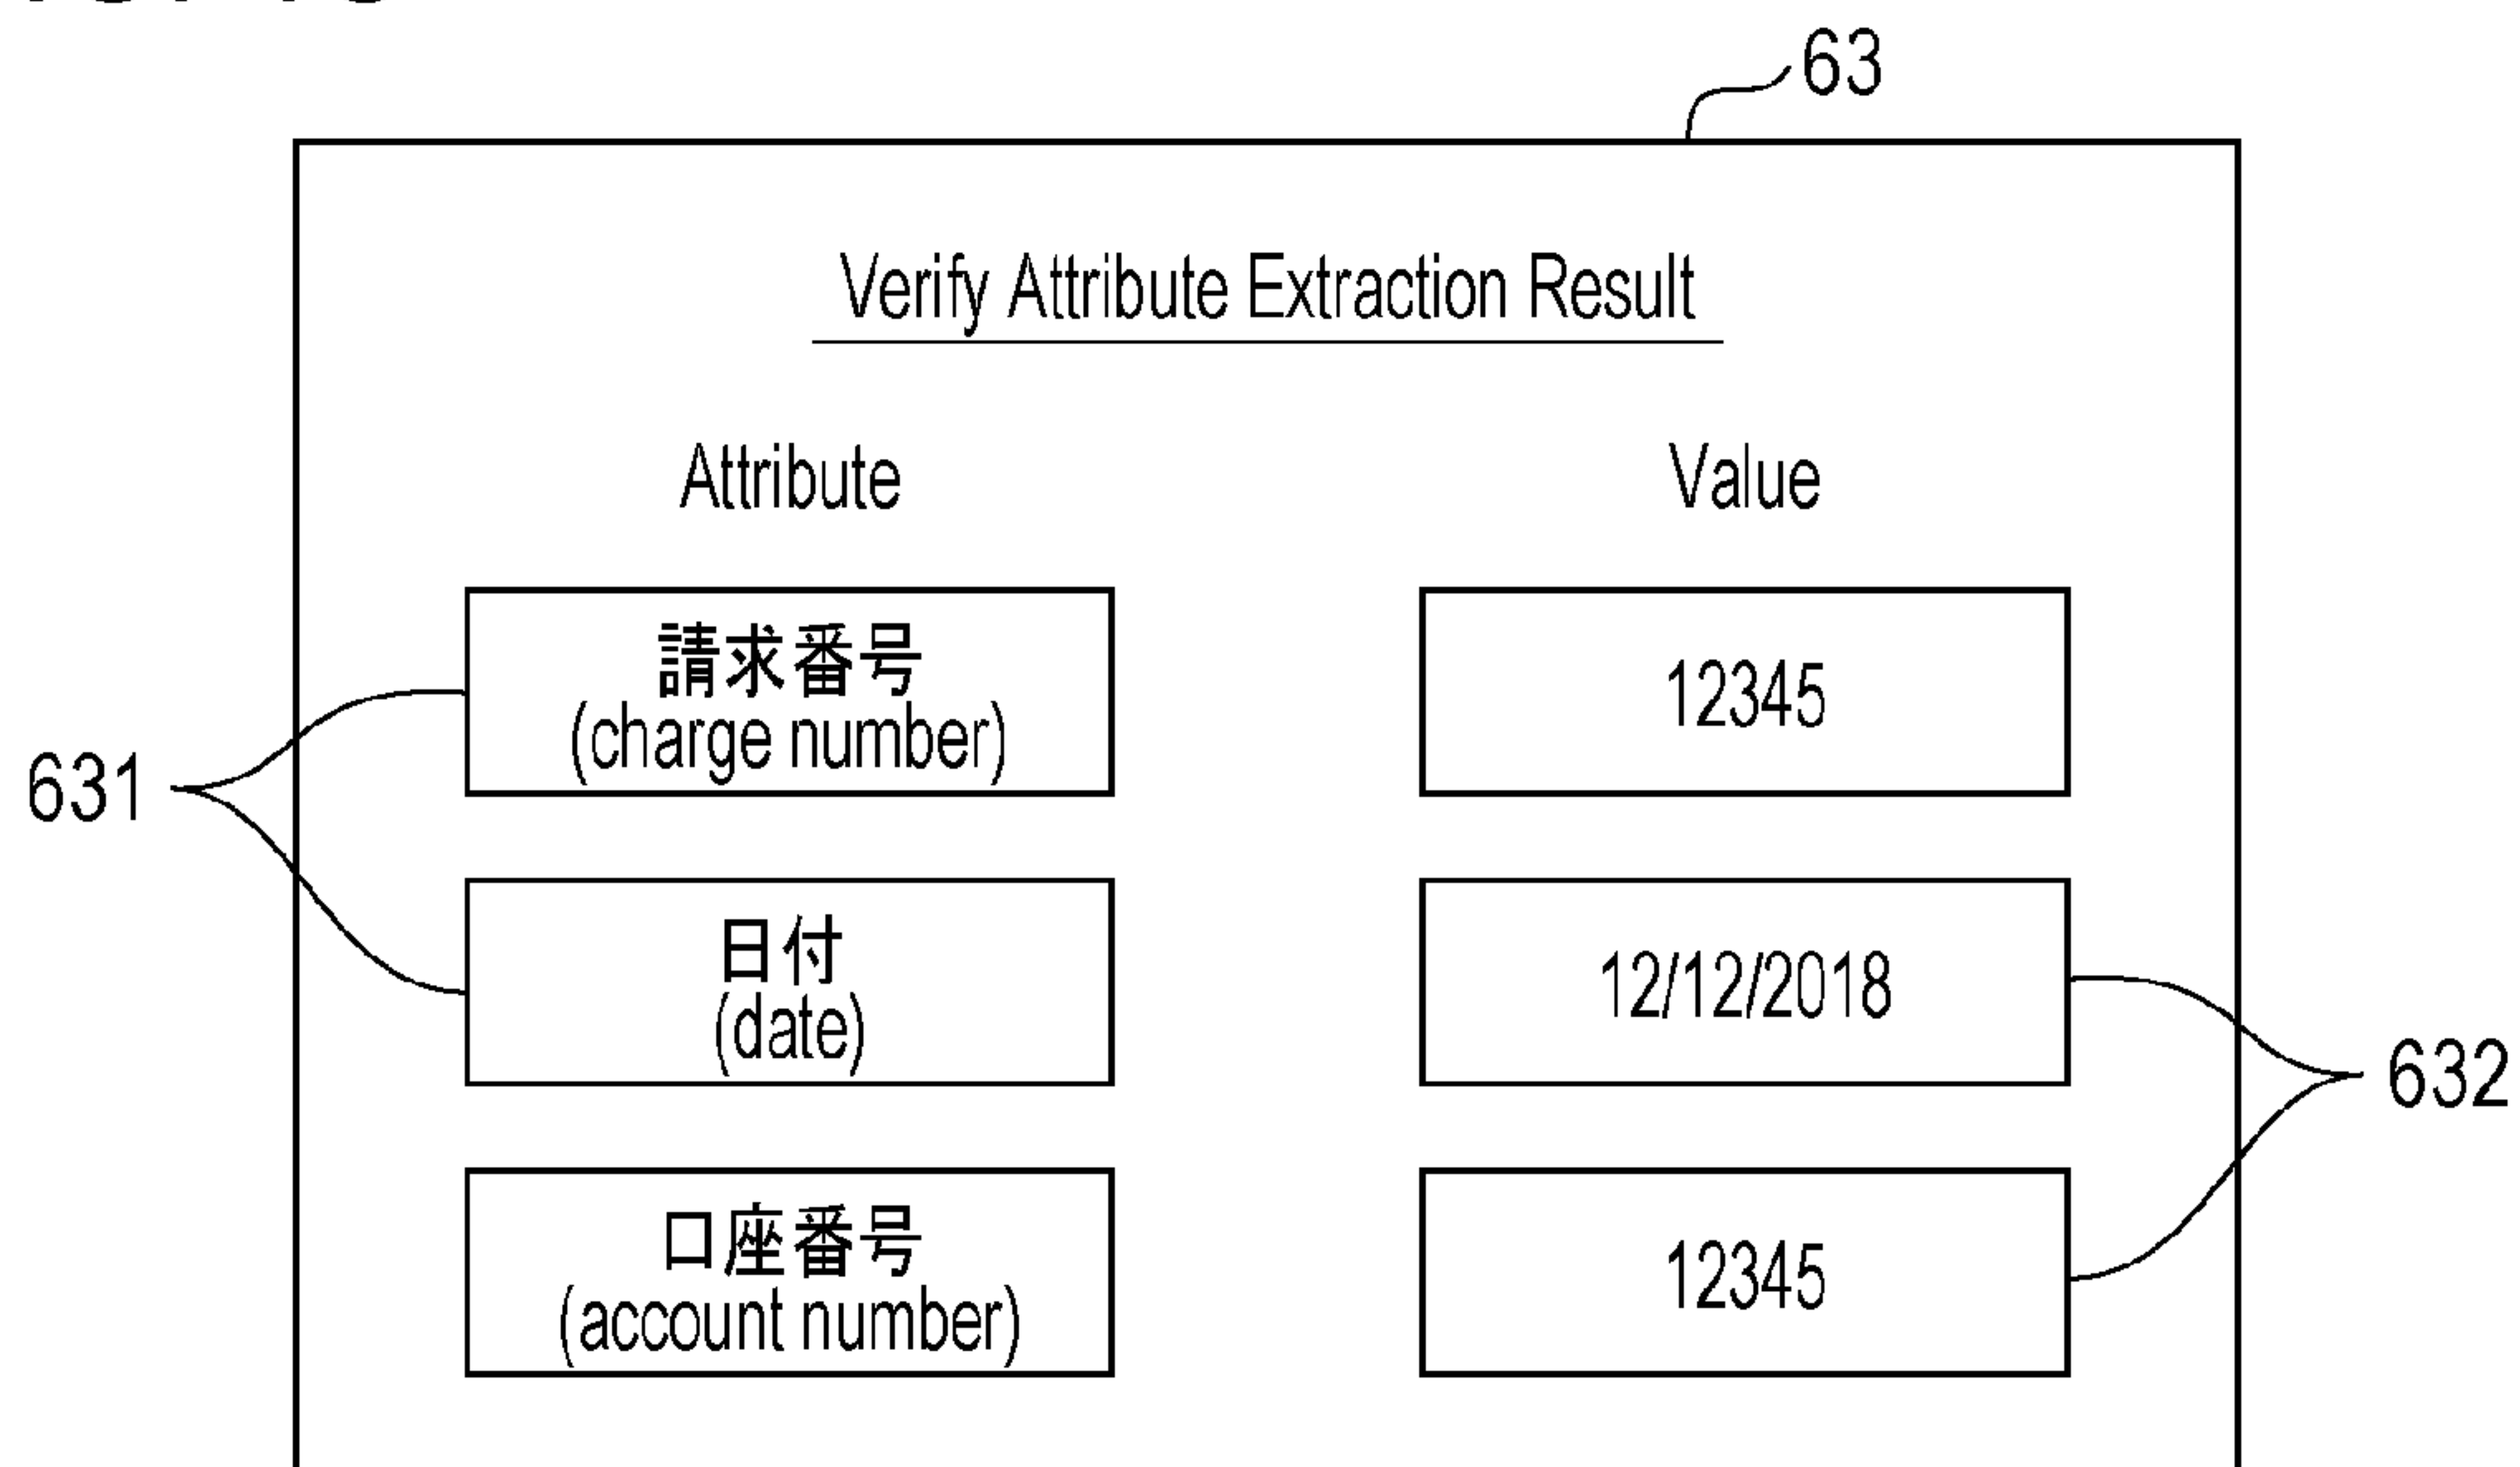 63
Verify Attribute Extraction Result
Attribute Value
請求番号
(charge number)
12345
631
日付
(date)
12/12/2018
632
口座番号
(account number)
12345